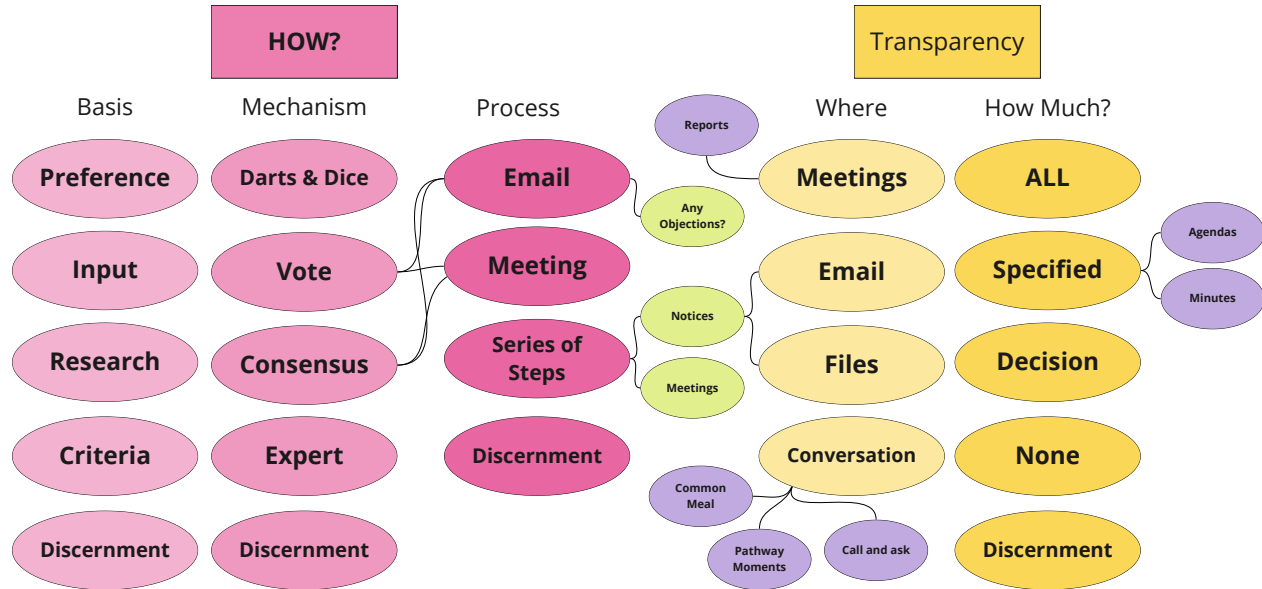 HOW?
Transparency
Basis
Mechanism
Process
Where
How Much?
Reports
Preference
Darts & Dice
Email
Meetings
ALL
Any
Objections?
Agendas
Input
Vote
Meeting
Email
Specified
Minutes
Notices
Research
Consensus
Series of
Steps
Files
Decision
Meetings
Criteria
Expert
Discernment
Conversation
None
Common
Meal
Discernment
Discernment
Pathway
Moments
Call and ask
Discernment